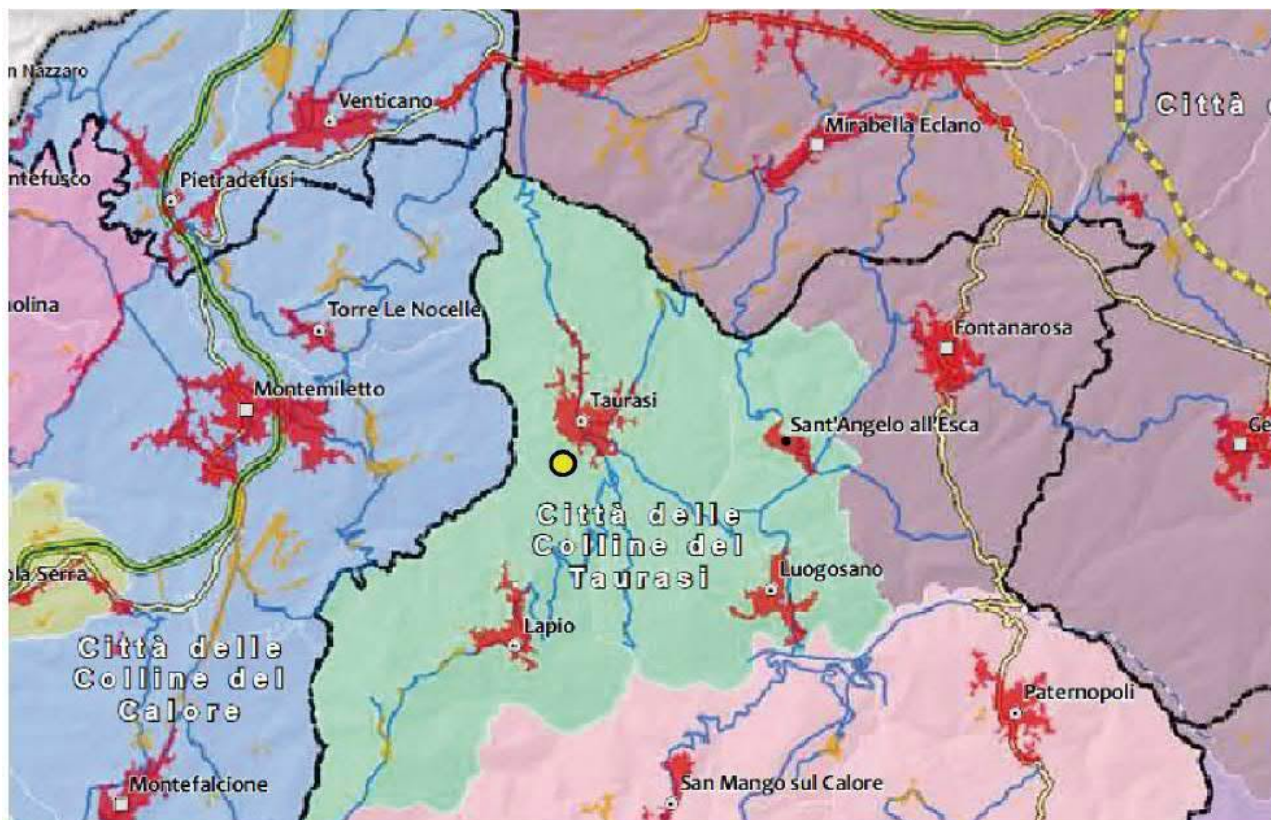 Nazzaro
Venticano
Città
Mirabella Eclano
Pietradefusi
ntefusco
Torre Le Nocelle
Fontanarosa
Montemiletto
Taurasi
Sant'Angelo all'Esca
Ge
Città delle
Colline del
Taurasi
ola Serra
Luogosano
Lapio
Città delle
Colline del
Calore
Paternopoli
Montefalcione
San Mango sul Calore